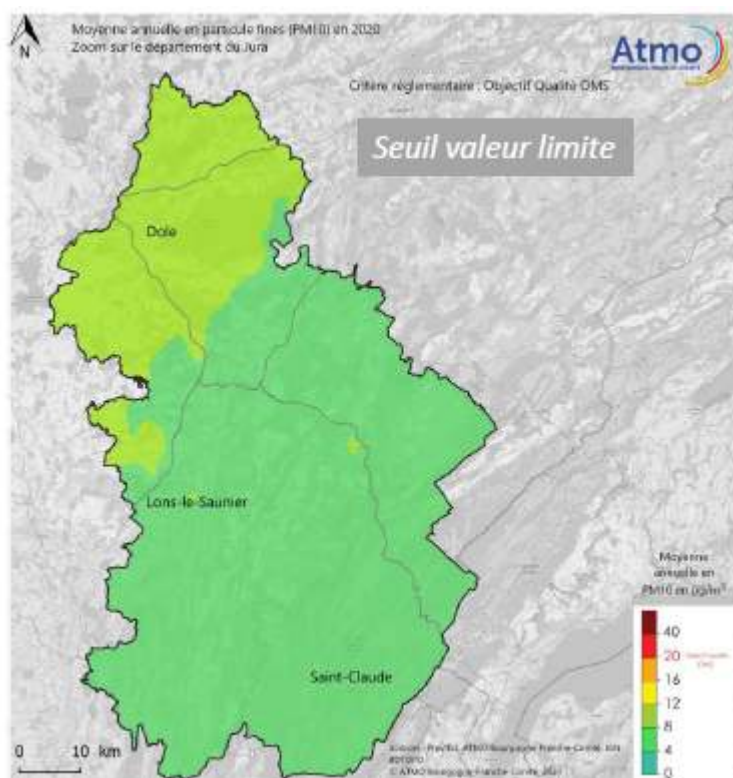 Moyenne annuelle en particule fines (PM10) en 2020
Zoom sur le département du Jura
N
Atmo
Critère réglementaire : Objectif Qualité OMS
Seuil valeur limite
Dole
Lons-le-Saunier
Saint-Claude
Moyenne
annuelle en
PM10 en µg/m³
40
20
16
12
8
4
0
0 10 km
© ATMO Bourgogne-Franche-Comté, 2021